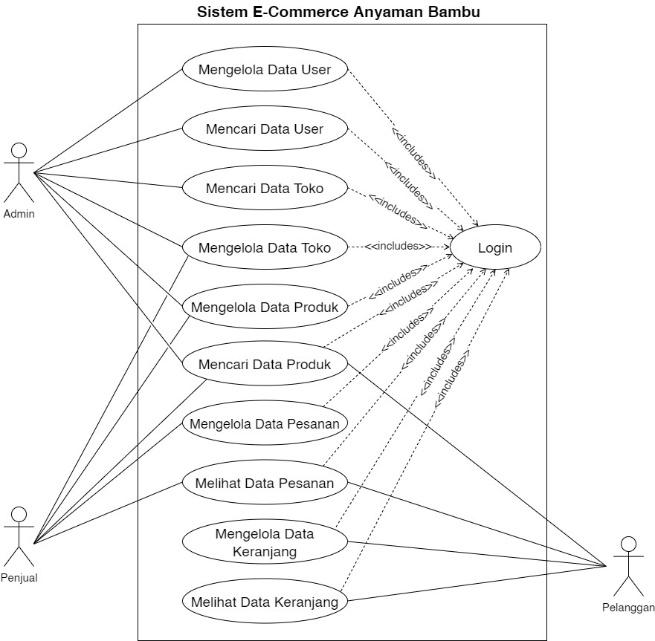 Sistem E-Commerce Anyaman Bambu
Mengelola Data User
<<includes>>
Mencari Data User
<<includes>>
Admin
Mencari Data Toko
<<includes>>
Mengelola Data Toko
<<includes>>
Login
Mengelola Data Produk
<<includes>>
<<includes>>
Mencari Data Produk
<<includes>>
<<includes>>
Mengelola Data Pesanan
<<includes>>
<<includes>>
Melihat Data Pesanan
Mengelola Data
Keranjang
Penjual
Melihat Data Keranjang
Pelanggan